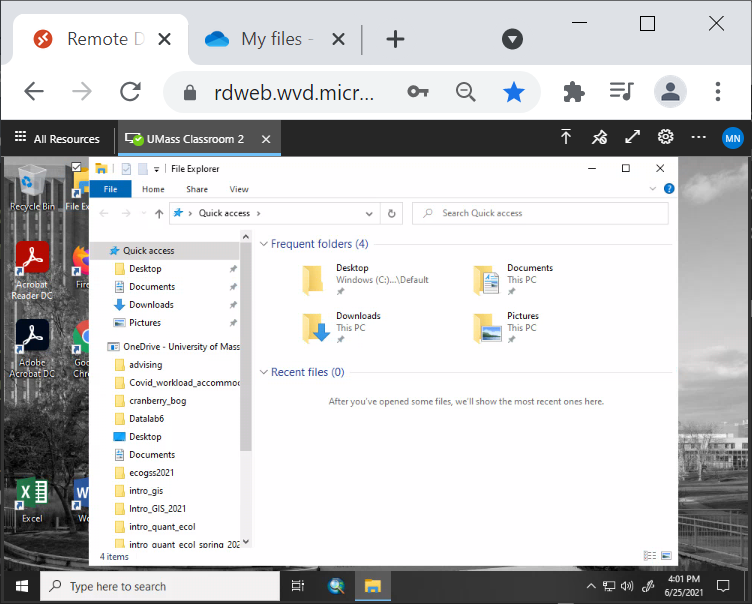 Remote D
My files -
rdweb.wvd.micr...
All Resources
UMass Classroom 2
MN
File Explorer
File Home Share View
Quick access
Search Quick access
Recycle Bin
File E
Acrobat
Reader DC
Fire
Adobe
Acrobat DC
Goo
Chr
Excel
Wo
Quick access
Desktop
Documents
Downloads
Pictures
OneDrive - University of Mass
advising
Covid_workload_accommoc
cranberry_bog
Datalab6
Desktop
Documents
ecogss2021
intro_gis
Intro_GIS_2021
intro_quant_ecol
intro_quant_ecol_spring_202
Frequent folders (4)
Desktop
Windows (C:)...\Default
Documents
This PC
Downloads
This PC
Pictures
This PC
Recent files (0)
After you've opened some files, we'll show the most recent ones here.
4 items
Type here to search
4:01 PM
6/25/2021